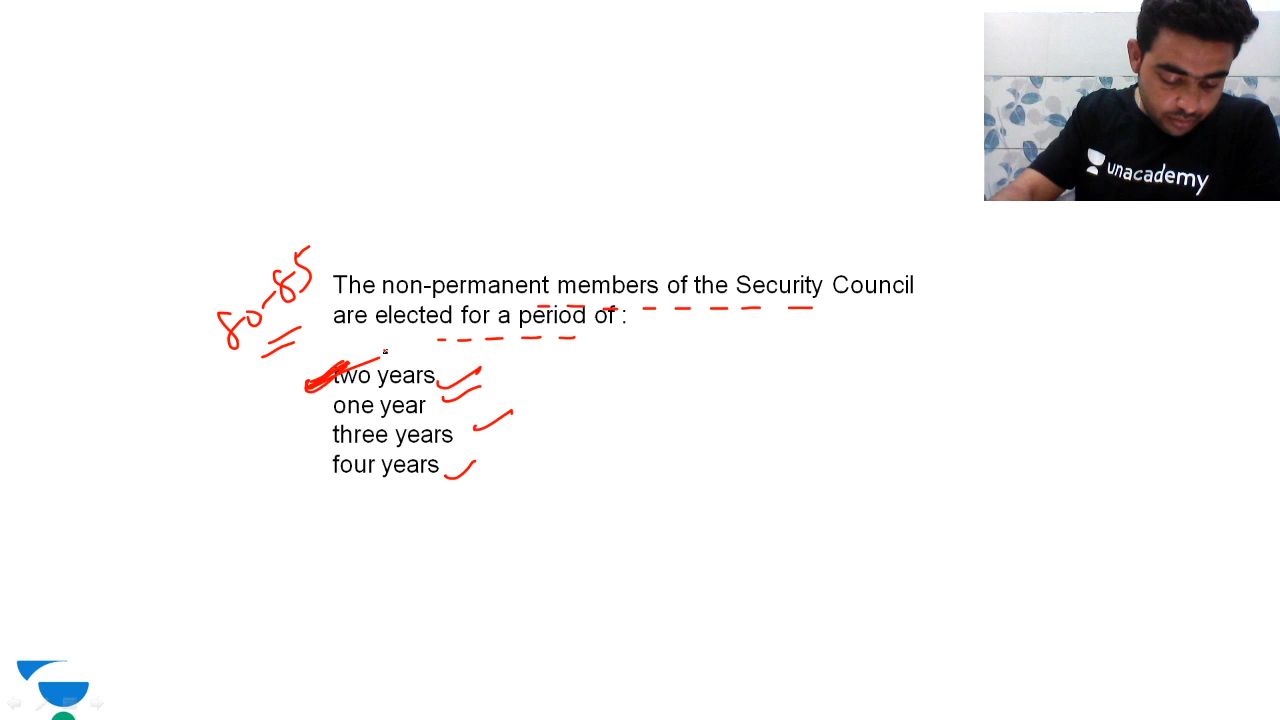 unacademy
80-85
The non-permanent members of the Security Council
are elected for a period of :
two years
one year
three years
four years